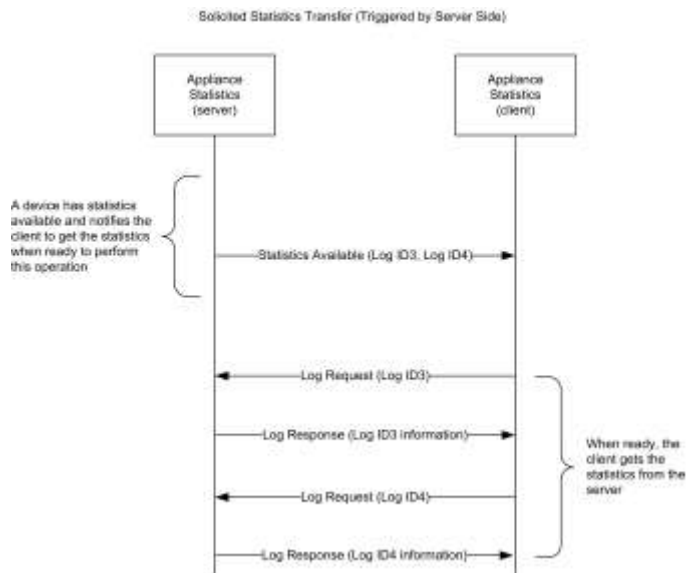 Solicited Statistics Transfer (Triggered by Server Side)
Appliance
Statistics
(server)
Appliance
Statistics
(client)
A device has statistics
available and notifies the
client to get the statistics
when ready to perform
this operation
Statistics Available (Log ID3, Log ID4)
Log Request (Log ID3)
Log Response (Log ID3 information)
When ready, the
client gets the
statistics from the
server
Log Request (Log ID4)
Log Response (Log ID4 information)